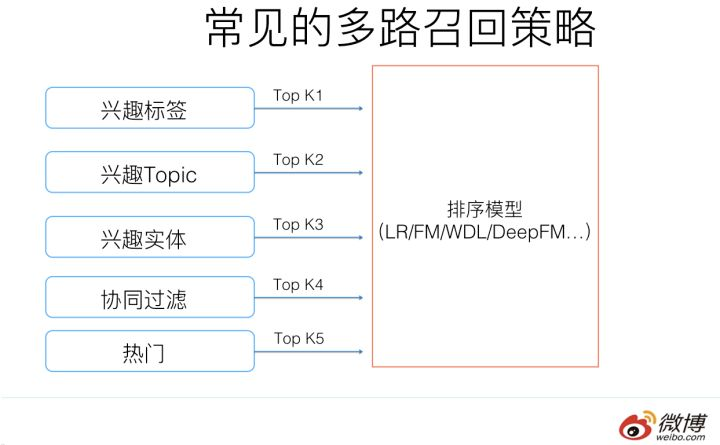 常见的多路召回策略
兴趣标签
Top K1
兴趣Topic
Top K2
兴趣实体
Top K3
协同过滤
Top K4
热门
Top K5
排序模型
(LR/FM/WDL/DeepFM...)
微博
weibo.com